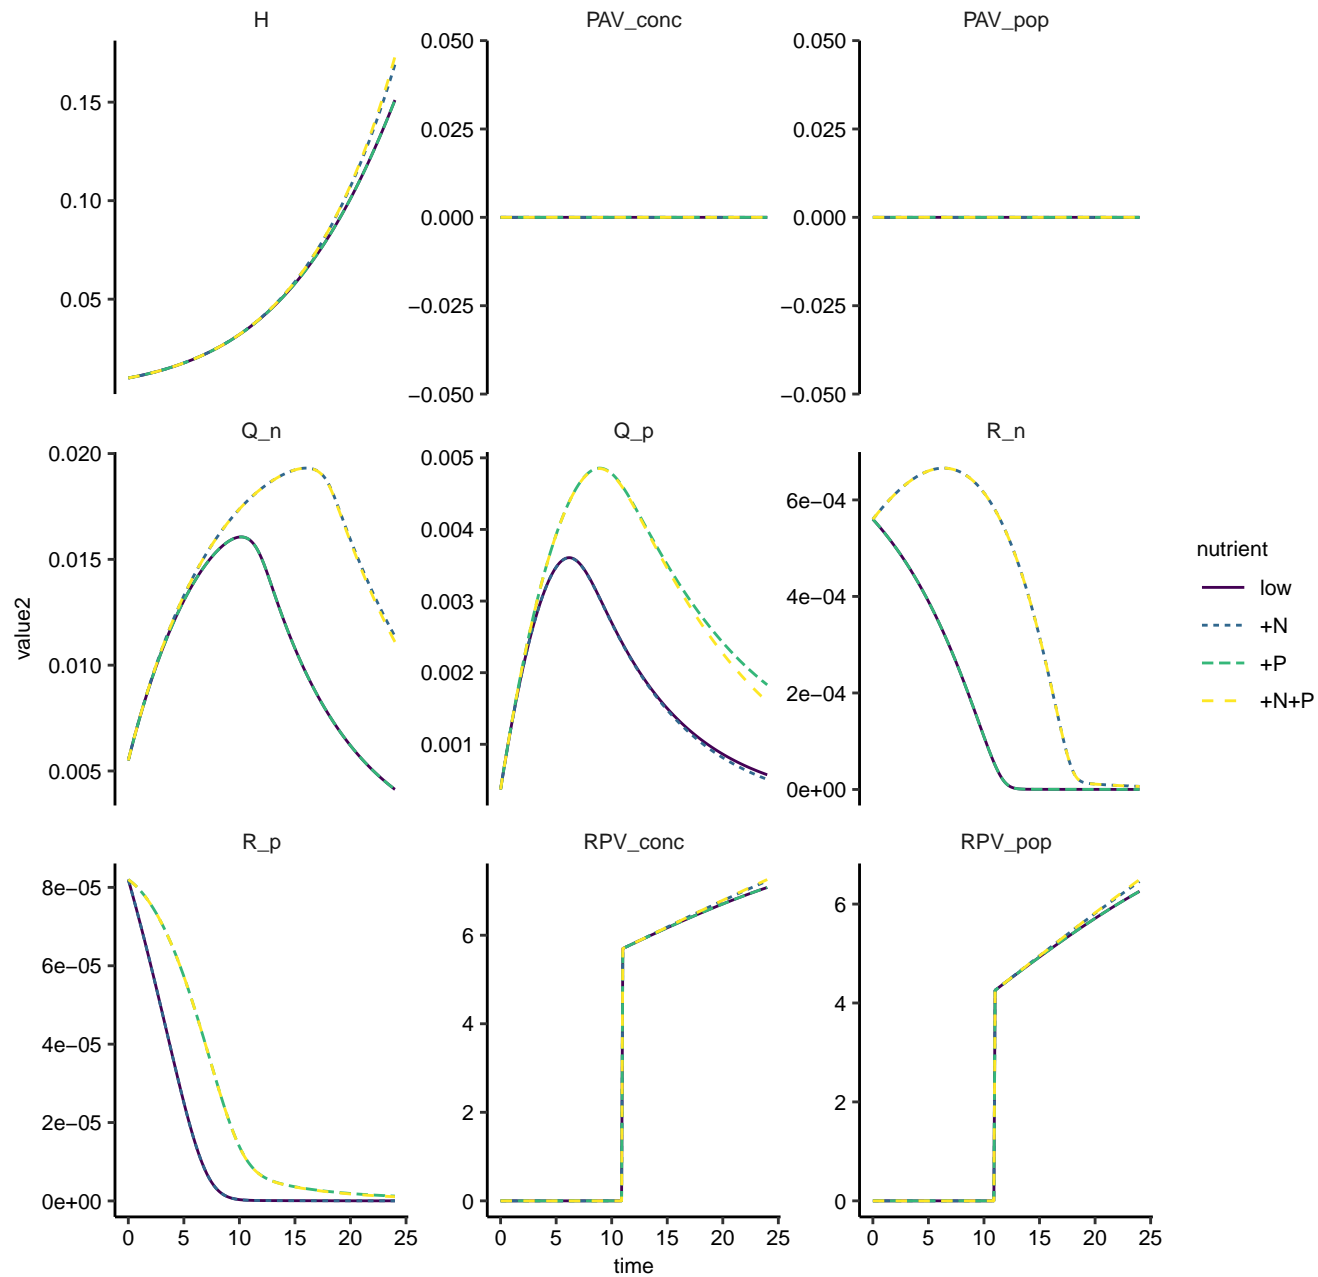 H
PAV_conc
PAV_pop
0.15
0.10
0.05
0.050
0.025
0.000
−0.025
−0.050
0.050
0.025
0.000
−0.025
−0.050
Q_n
Q_p
R_n
0.020
0.015
0.010
0.005
0.005
0.004
0.003
0.002
0.001
6e−04
4e−04
2e−04
0e+00
value2
R_p
RPV_conc
RPV_pop
8e−05
6e−05
4e−05
2e−05
0e+00
6
4
2
0
6
4
2
0
0 5 10 15 20 25
0 5 10 15 20 25
0 5 10 15 20 25
time
nutrient
low
+N
+P
+N+P